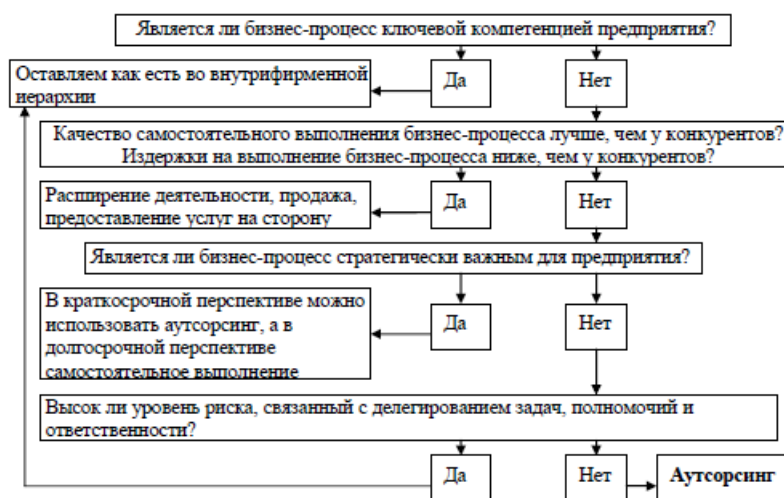 Является ли бизнес-процесс ключевой компетенцией предприятия?
Да
Нет
Оставляем как есть во внутрифирменной
иерархии
Качество самостоятельного выполнения бизнес-процесса лучше, чем у конкурентов?
Издержки на выполнение бизнес-процесса ниже, чем у конкурентов?
Расширение деятельности, продажа,
предоставление услуг на сторону
Да
Нет
Является ли бизнес-процесс стратегически важным для предприятия?
В краткосрочной перспективе можно
использовать аутсорсинг, а в
долгосрочной перспективе
самостоятельное выполнение
Да
Нет
Высок ли уровень риска, связанный с делегированием задач, полномочий и
ответственности?
Да
Нет
Аутсорсинг